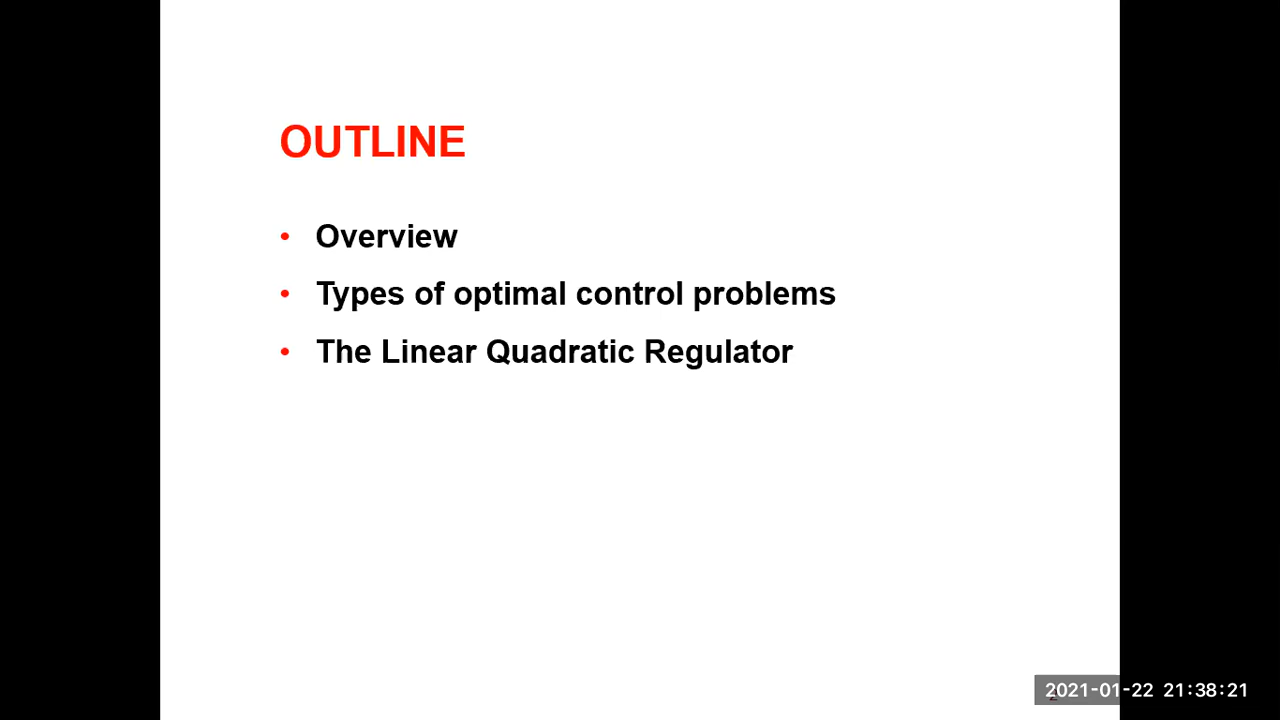 OUTLINE
• Overview
• Types of optimal control problems
• The Linear Quadratic Regulator
2021-01-22 21:38:21